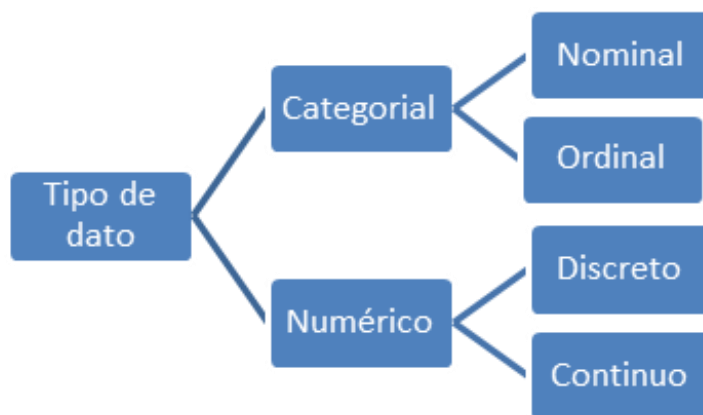 Tipo de
dato
Categorial
Nominal
Ordinal
Numérico
Discreto
Continuo